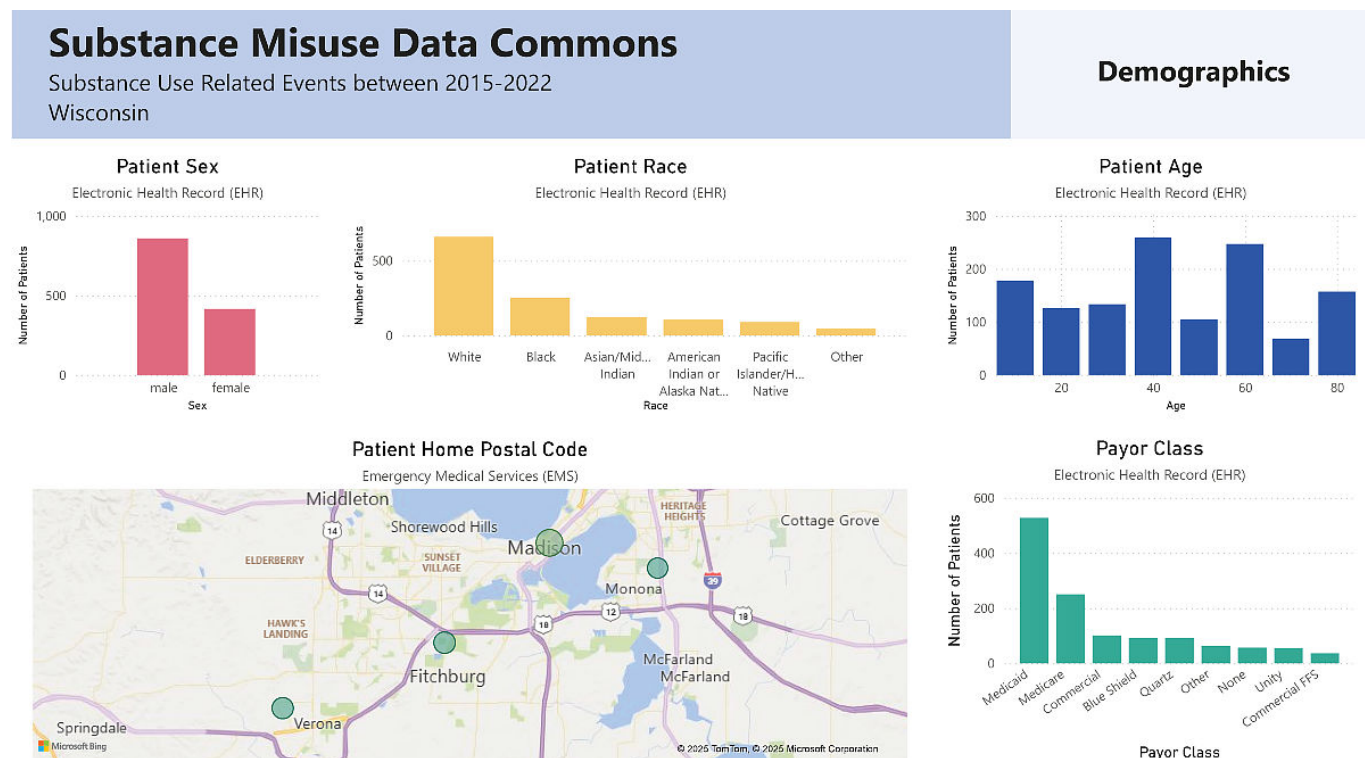 Substance Misuse Data Commons
Substance Use Related Events between 2015-2022
Wisconsin
Demographics
Patient Sex
Electronic Health Record (EHR)
1,000
500
0
Number of Patients
male
female
Sex
Patient Race
Electronic Health Record (EHR)
500
0
Number of Patients
White
Black
Asian/Mid...
Indian
American
Indian or
Alaska Nat...
Pacific
Islander/H...
Native
Other
Race
Patient Age
Electronic Health Record (EHR)
300
200
100
0
Number of Patients
20
40
60
80
Age
Patient Home Postal Code
Emergency Medical Services (EMS)
Middleton
HERITAGE
HEIGHTS
14
Shorewood Hills
Cottage Grove
Madison
ELDERBERRY
SUNSET
VILLAGE
39
Monona
14
12
18
18
HAWK'S
LANDING
McFarland
McFarland
Fitchburg
Verona
Springdale
Microsoft Bing
© 2025 TomTom, © 2025 Microsoft Corporation
Payor Class
Electronic Health Record (EHR)
600
400
200
0
Number of Patients
Medicaid
Medicare
Commercial
Blue Shield
Quartz
Other
None
Unity
Commercial FFS
Payor Class